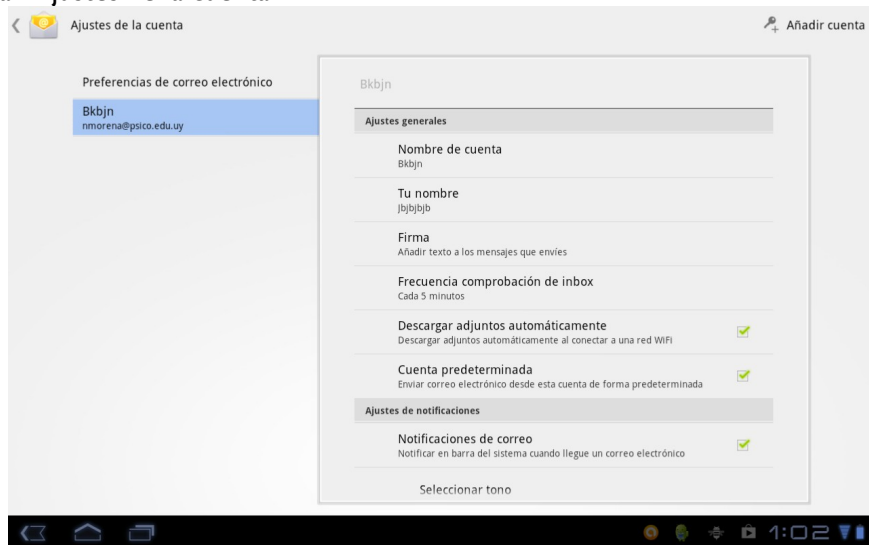 Ajustes de la cuenta
Añadir cuenta
Preferencias de correo electrónico
Bkbjn
nmorena@psico.edu.uy
Bkbjn
Ajustes generales
Nombre de cuenta
Bkbjn
Tu nombre
Jbjbjbjb
Firma
Añadir texto a los mensajes que envíes
Frecuencia comprobación de inbox
Cada 5 minutos
Descargar adjuntos automáticamente
Descargar adjuntos automáticamente al conectar a una red WiFi
Cuenta predeterminada
Enviar correo electrónico desde esta cuenta de forma predeterminada
Ajustes de notificaciones
Notificaciones de correo
Notificar en barra del sistema cuando llegue un correo electrónico
Seleccionar tono
1:02